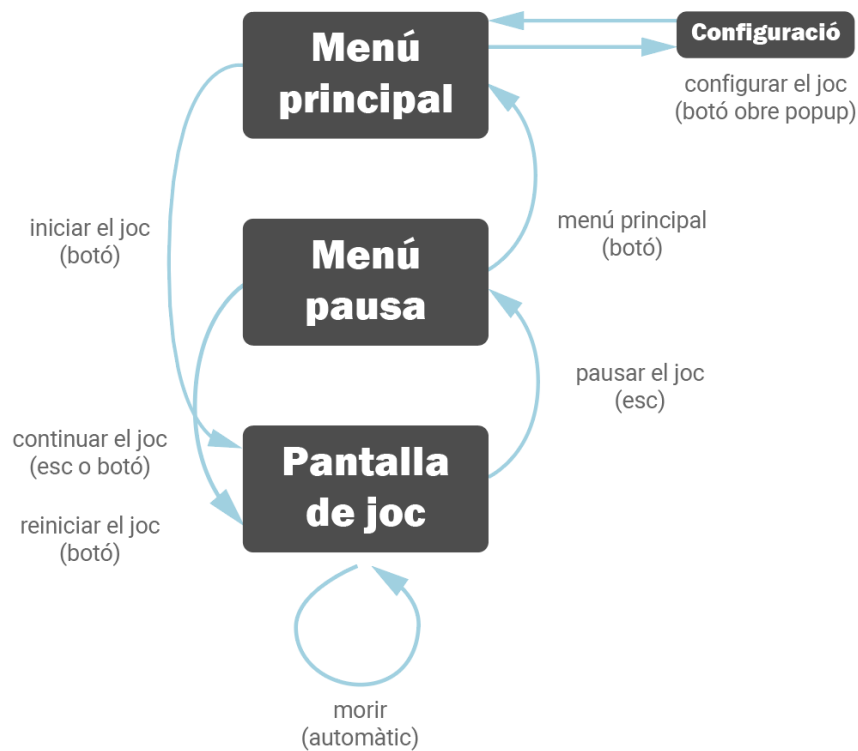 Menú
principal
Configuració
configurar el joc
(botó obre popup)
iniciar el joc
(botó)
menú principal
(botó)
Menú
pausa
pausar el joc
(esc)
continuar el joc
(esc o botó)
reiniciar el joc
(botó)
Pantalla
de joc
morir
(automàtic)